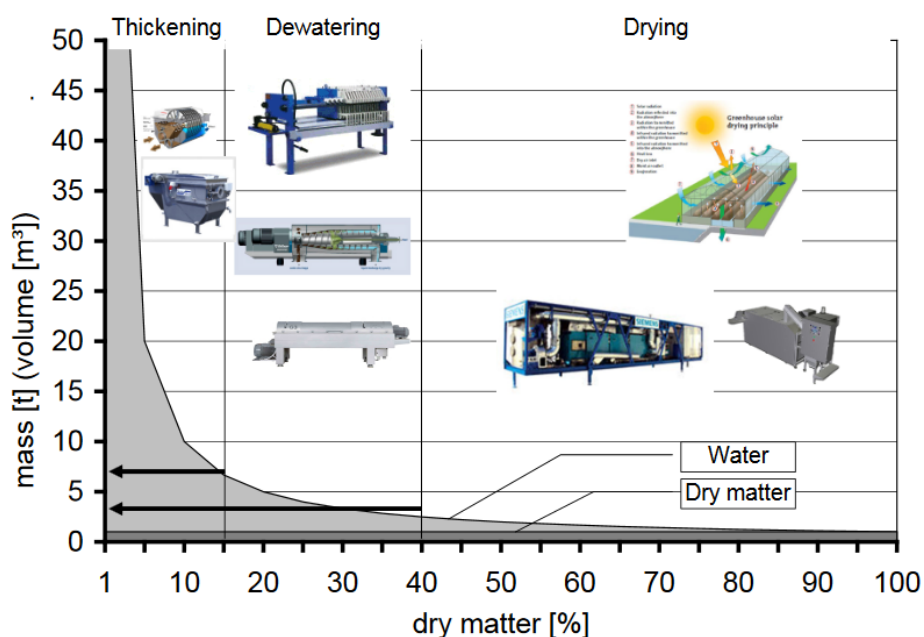 Thickening Dewatering Drying
50
45
40
35
30
25
20
15
10
5
0
mass [t] (volume [m³])
Greenhouse solar
drying principle
SIEMENS
Water
Dry matter
1 10 20 30 40 50 60 70 80 90 100
dry matter [%]